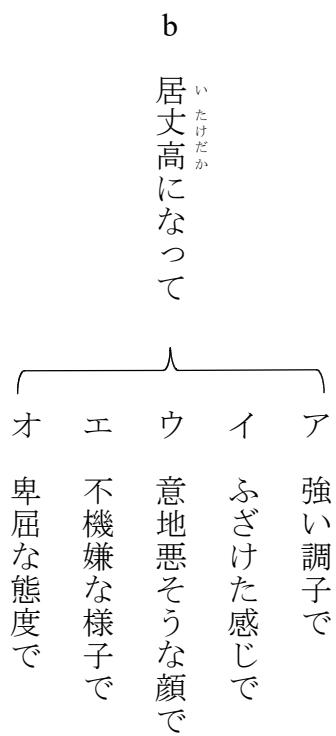 b 居丈高になって
いたけだか
ア 強い調子で
イ ふざけた感じで
ウ 意地悪そうな顔で
エ 不機嫌な様子で
オ 卑屈な態度で